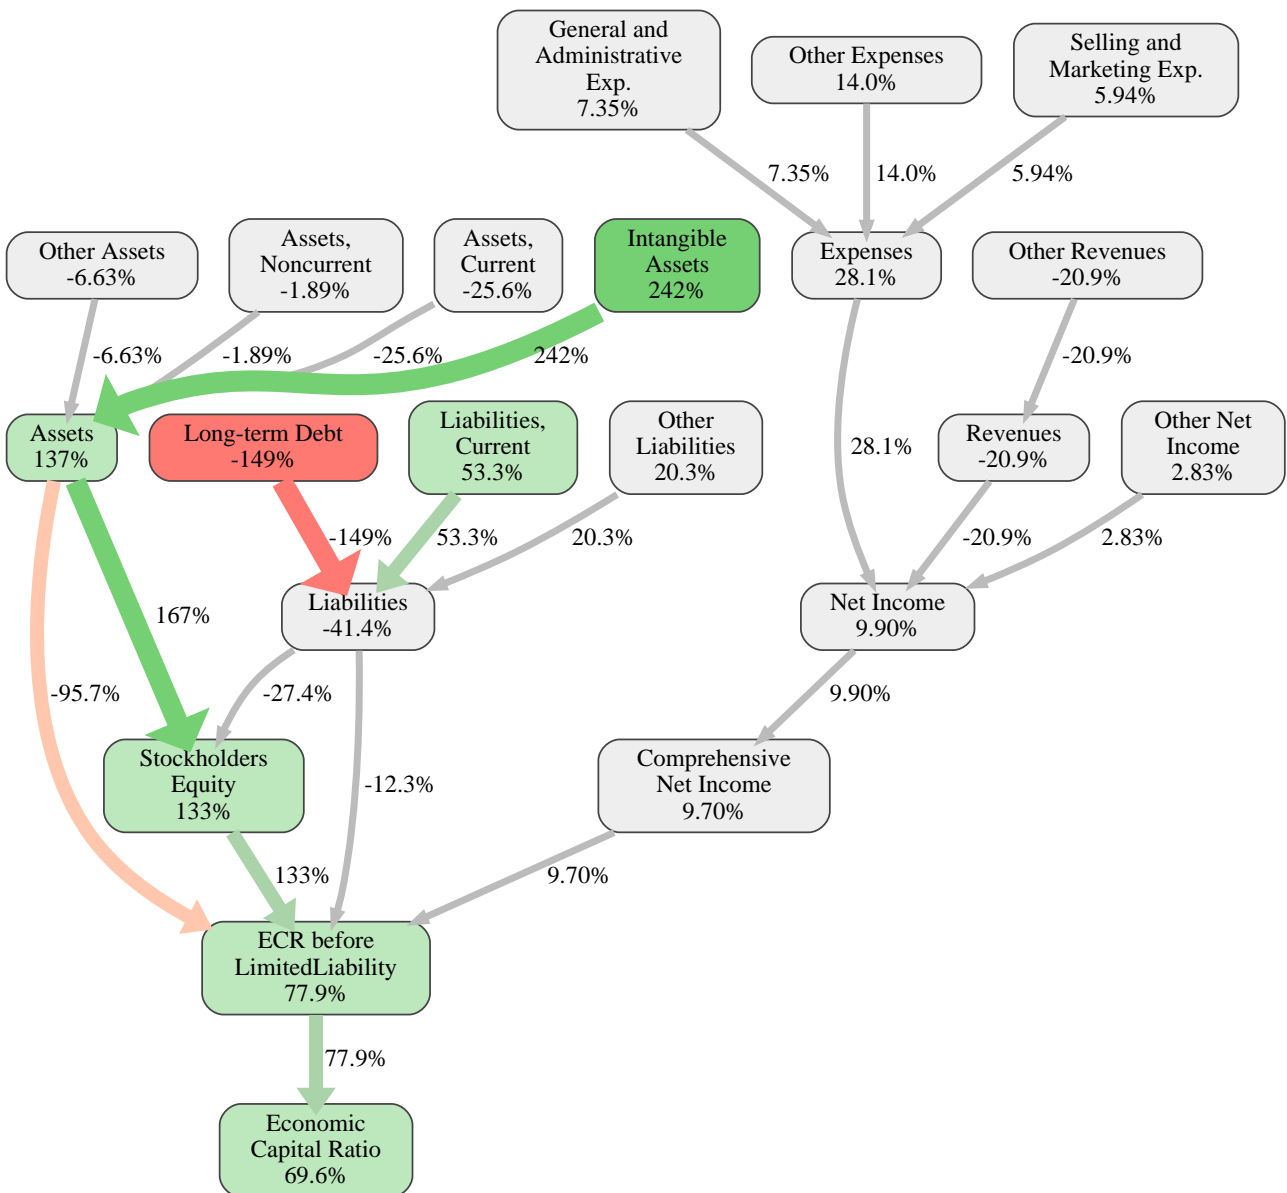 General and
Administrative
Exp.
7.35%
Other Expenses
14.0%
Selling and
Marketing Exp.
5.94%
7.35%
14.0%
5.94%
Other Assets
-6.63%
Assets,
Noncurrent
-1.89%
Assets,
Current
-25.6%
Intangible
Assets
242%
Expenses
28.1%
Other Revenues
-20.9%
-6.63%
-1.89%
-25.6%
242%
-20.9%
Assets
137%
Long-term Debt
-149%
Liabilities,
Current
53.3%
Other
Liabilities
20.3%
28.1%
Revenues
-20.9%
Other Net
Income
2.83%
-149%
53.3%
20.3%
-20.9%
2.83%
Liabilities
-41.4%
Net Income
9.90%
167%
-95.7%
-27.4%
9.90%
Stockholders
Equity
133%
-12.3%
Comprehensive
Net Income
9.70%
133%
9.70%
ECR before
LimitedLiability
77.9%
77.9%
Economic
Capital Ratio
69.6%